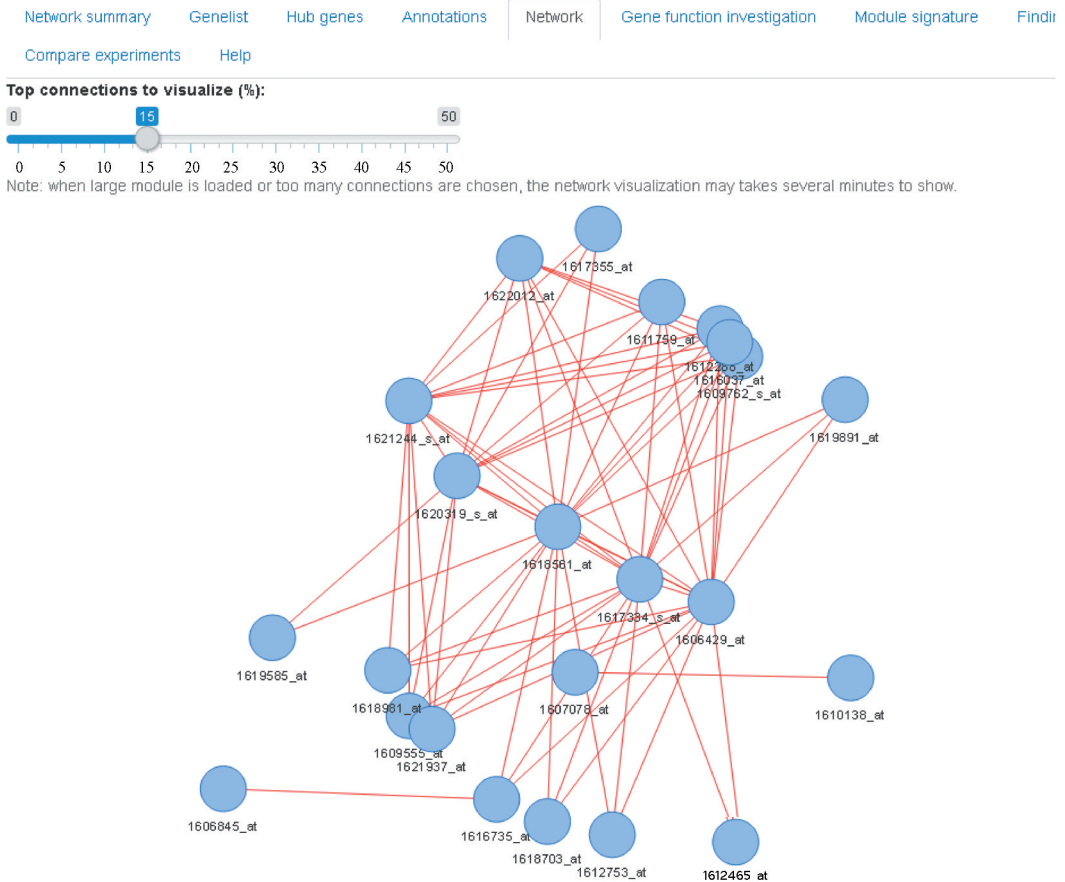 Network summary Genelist Hub genes Annotations Network Gene function investigation Module signature Findin
Compare experiments Help
Top connections to visualize (%):
0 15 50
0 5 10 15 20 25 30 35 40 45 50
Note: when large module is loaded or too many connections are chosen, the network visualization may takes several minutes to show.
1617355_at
1622012_at
1611759_at
1612288_at
1616037_at
1609762_s_at
1619891_at
1621244_s_at
1620319_s_at
1618561_at
1617334_s_at
1606429_at
1619585_at
1618981_at
1607078_at
1610138_at
1609555_at
1621937_at
1606845_at
1616735_at
1618703_at
1612753_at
1612465_at